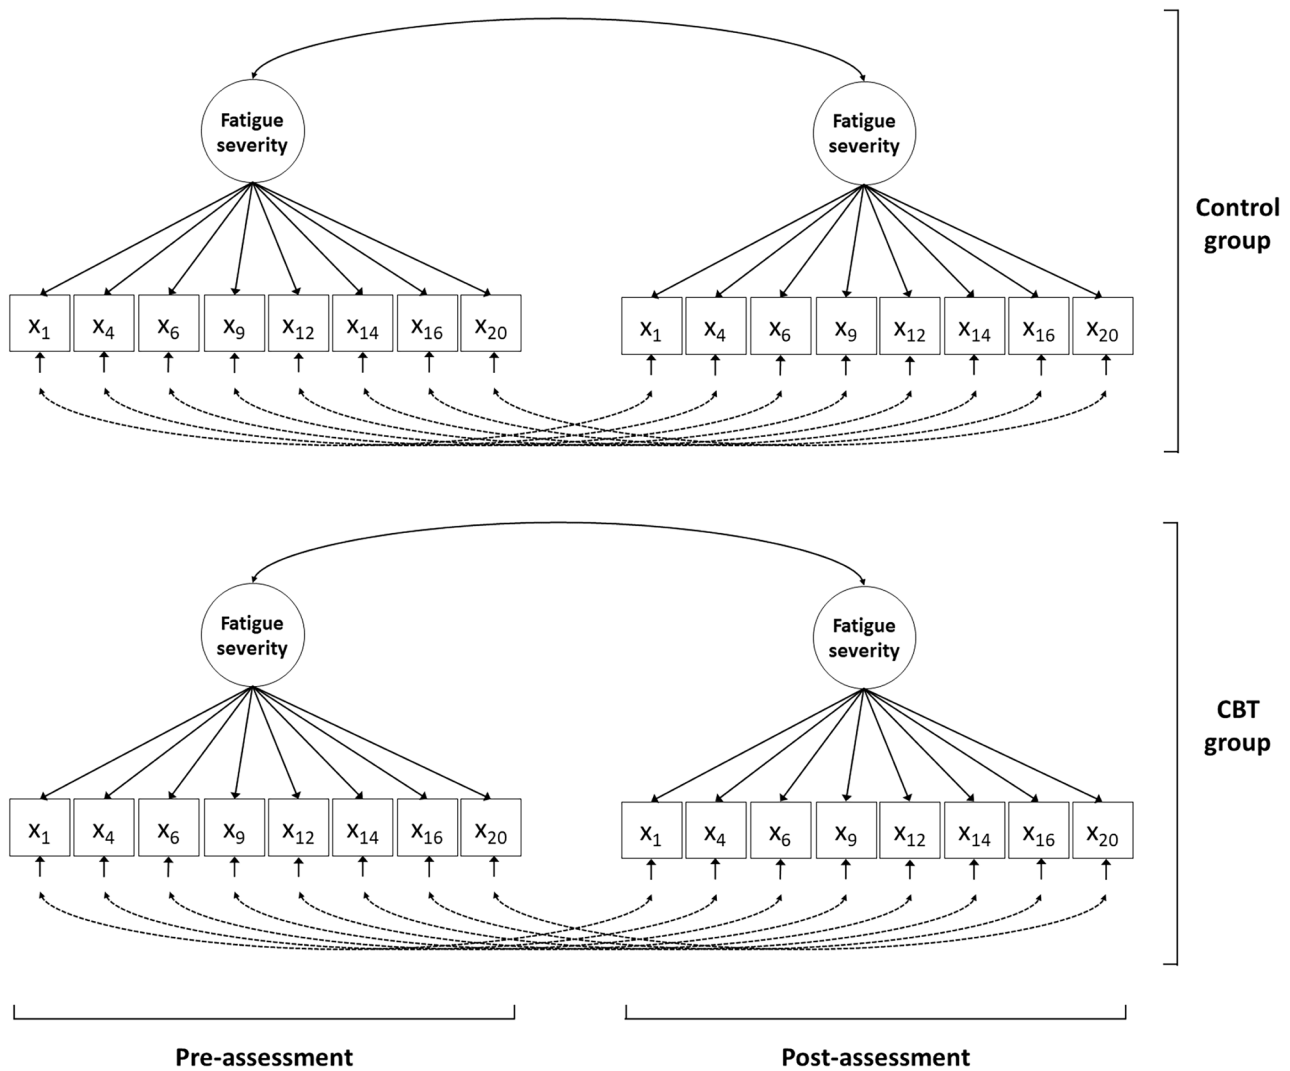 Fatigue
severity
Fatigue
severity
Control
group
x1 x4 x6 x9 x12 x14 x16 x20
x1 x4 x6 x9 x12 x14 x16 x20
Fatigue
severity
Fatigue
severity
CBT
group
x1 x4 x6 x9 x12 x14 x16 x20
x1 x4 x6 x9 x12 x14 x16 x20
Pre-assessment
Post-assessment